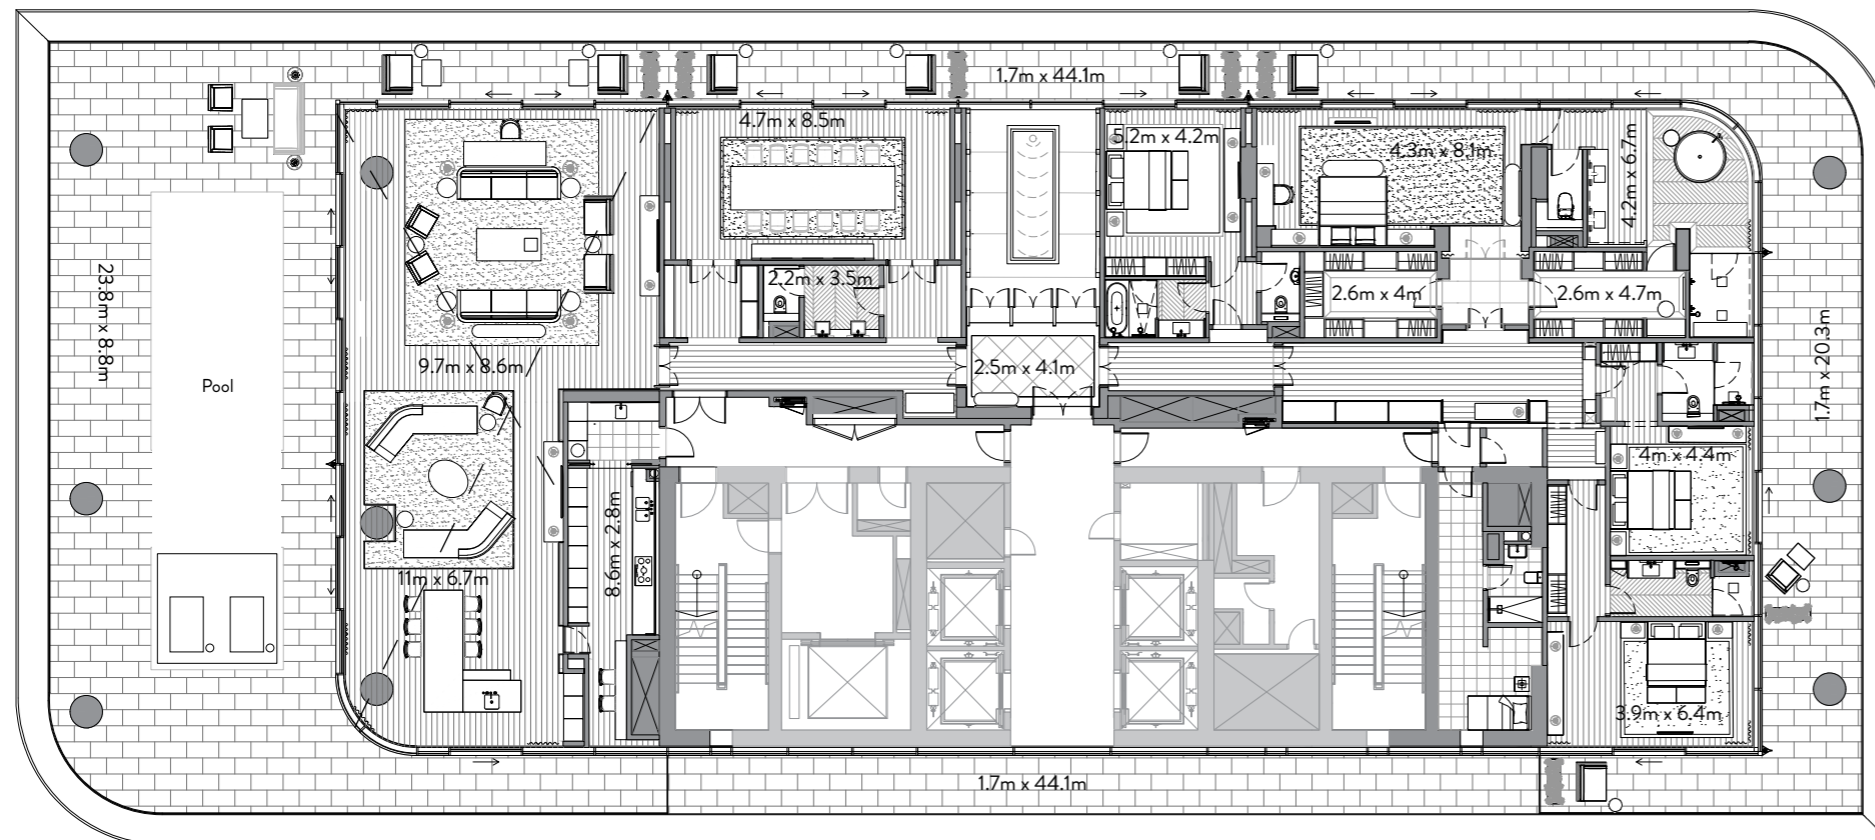 1.7m x 44.1m
4.7m x 8.5m
5.2m x 4.2m
4.3m x 8.1m
4.2m x 6.7m
23.8m x 8.8m
2.2m x 3.5m
2.6m x 4m
2.6m x 4.7m
9.7m x 8.6m
2.5m x 4.1m
1.7m x 20.3m
Pool
4m x 4.4m
8.6m x 2.8m
11m x 6.7m
3.9m x 6.4m
1.7m x 44.1m